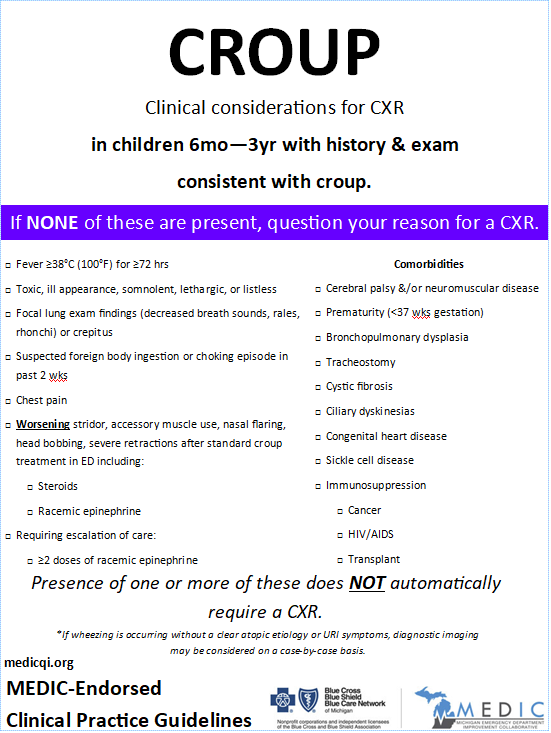 CROUP
Clinical considerations for CXR
in children 6mo—3yr with history & exam
consistent with croup.
If NONE of these are present, question your reason for a CXR.
□ Fever ≥38°C (100°F) for ≥72 hrs
□ Toxic, ill appearance, somnolent, lethargic, or listless
□ Focal lung exam findings (decreased breath sounds, rales,
rhonchi) or crepitus
□ Suspected foreign body ingestion or choking episode in
past 2 wks
□ Chest pain
□ Worsening stridor, accessory muscle use, nasal flaring,
head bobbing, severe retractions after standard croup
treatment in ED including:
□ Steroids
□ Racemic epinephrine
□ Requiring escalation of care:
□ ≥2 doses of racemic epinephrine
Comorbidities
□ Cerebral palsy &/or neuromuscular disease
□ Prematurity (<37 wks gestation)
□ Bronchopulmonary dysplasia
□ Tracheostomy
□ Cystic fibrosis
□ Ciliary dyskinesias
□ Congenital heart disease
□ Sickle cell disease
□ Immunosuppression
□ Cancer
□ HIV/AIDS
□ Transplant
Presence of one or more of these does NOT automatically
require a CXR.
*If wheezing is occurring without a clear atopic etiology or URI symptoms, diagnostic imaging
may be considered on a case-by-case basis.
medicqi.org
MEDIC-Endorsed
Clinical Practice Guidelines
Blue Cross
Blue Shield
Blue Care Network
of Michigan
Nonprofit corporations and independent licensees
of the Blue Cross and Blue Shield Association
MEDIC
MICHIGAN EMERGENCY DEPARTMENT
IMPROVEMENT COLLABORATIVE